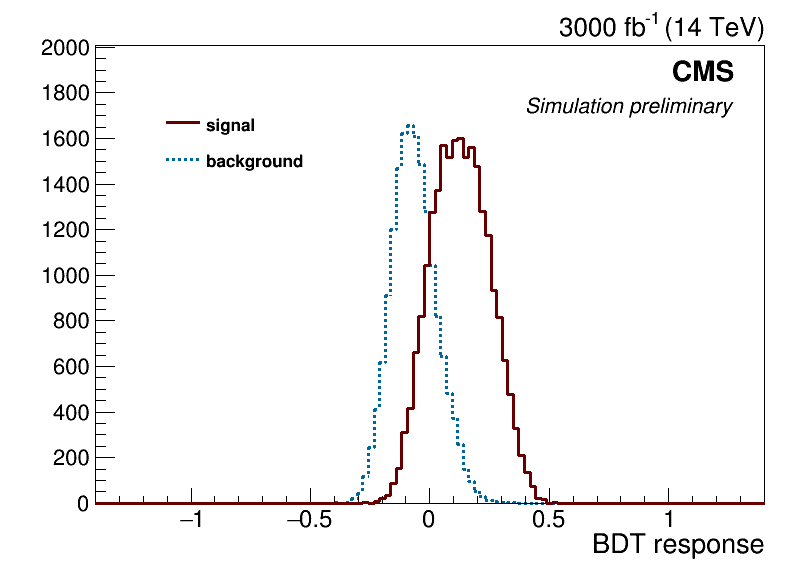 3000 fb⁻¹ (14 TeV)
CMS
Simulation preliminary
signal
background
2000
1800
1600
1400
1200
1000
800
600
400
200
0
−1 −0.5 0 0.5 1
BDT response